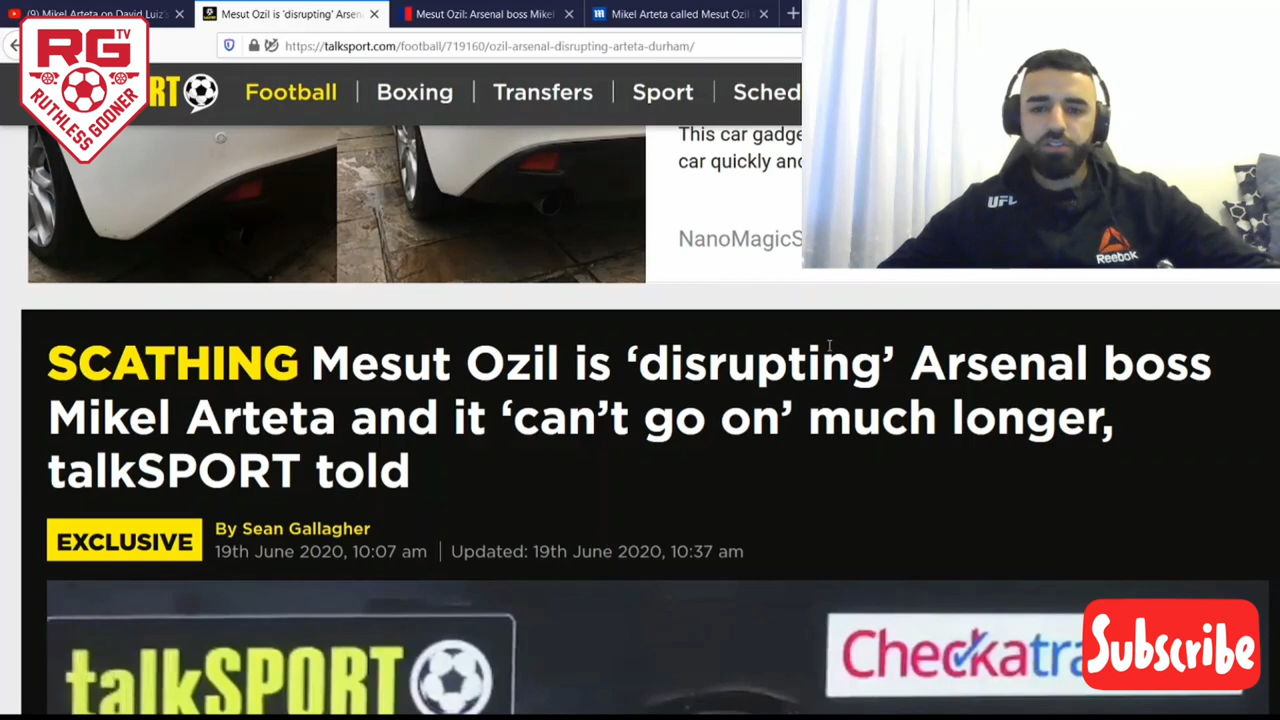 (9) Mikel Arteta on David Luiz's
Mesut Ozil is 'disrupting' Arsen
Mesut Ozil: Arsenal boss Mikel
Mikel Arteta called Mesut Ozil
https://talksport.com/football/719160/ozil-arsenal-disrupting-arteta-durham/
RG TV
RUTHLESS GOONER
RT
Football
Boxing
Transfers
Sport
Sched
This car gadge
car quickly and
NanoMagicS
UFC
Reebok
SCATHING Mesut Ozil is ‘disrupting’ Arsenal boss
Mikel Arteta and it ‘can’t go on’ much longer,
talkSPORT told
EXCLUSIVE
By Sean Gallagher
19th June 2020, 10:07 am | Updated: 19th June 2020, 10:37 am
talkSPORT
Checkatra
Subscribe